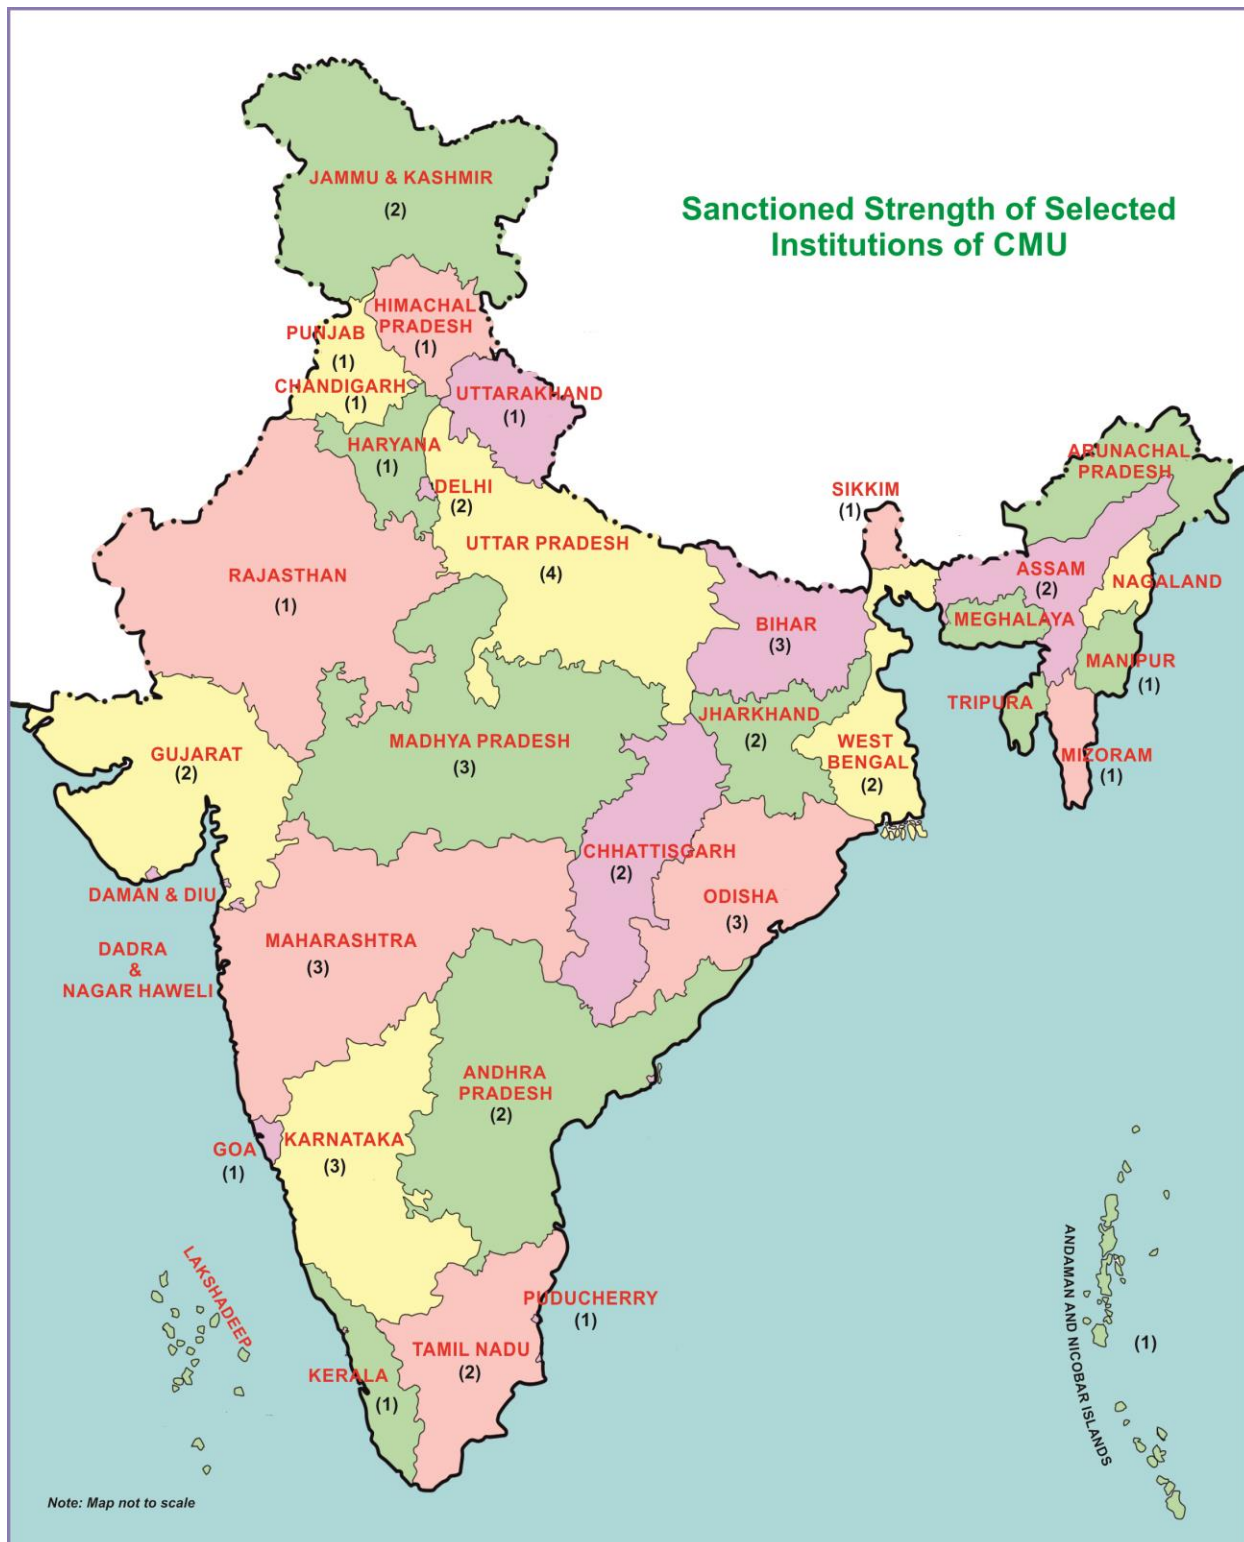 JAMMU & KASHMIR
(2)
Sanctioned Strength of Selected
Institutions of CMU
HIMACHAL
PRADESH
(1)
PUNJAB
(1)
CHANDIGARH
(1)
UTTARAKHAND
(1)
HARYANA
(1)
DELHI
(2)
UTTAR PRADESH
(4)
RAJASTHAN
(1)
SIKKIM
(1)
ARUNACHAL
PRADESH
ASSAM
(2)
NAGALAND
MEGHALAYA
MANIPUR
(1)
TRIPURA
MIZORAM
(1)
BIHAR
(3)
JHARKHAND
(2)
WEST
BENGAL
(2)
GUJARAT
(2)
MADHYA PRADESH
(3)
CHHATTISGARH
(2)
ODISHA
(3)
DAMAN & DIU
DADRA
&
NAGAR HAWELI
MAHARASHTRA
(3)
ANDHRA
PRADESH
(2)
GOA
(1)
KARNATAKA
(3)
LAKSHADEEP
PUDUCHERRY
(1)
TAMIL NADU
(2)
KERALA
(1)
ANDAMAN AND NICOBAR ISLANDS
(1)
Note: Map not to scale